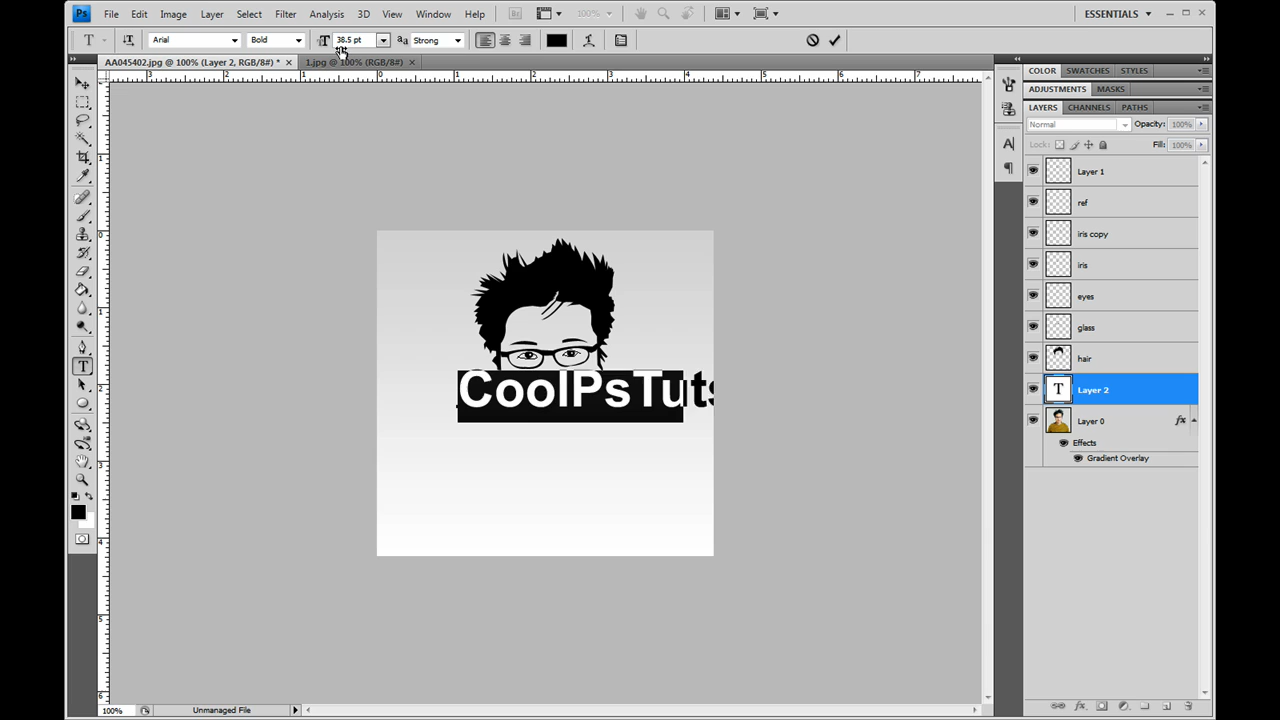 Ps File Edit Image Layer Select Filter Analysis 3D View Window Help Br 100% ESSENTIALS
T Arial Bold 38.5 pt Strong
AA045402.jpg @ 100% (Layer 2, RGB/8#) * × 1.jpg @ 100% (RGB/8#) ×
COLOR SWATCHES STYLES
ADJUSTMENTS MASKS
LAYERS CHANNELS PATHS
Normal Opacity: 100%
Lock: Fill: 100%
Layer 1
ref
iris copy
iris
eyes
glass
hair
CoolPsTuts
T Layer 2
Layer 0 fx
Effects
Gradient Overlay
100% Unmanaged File